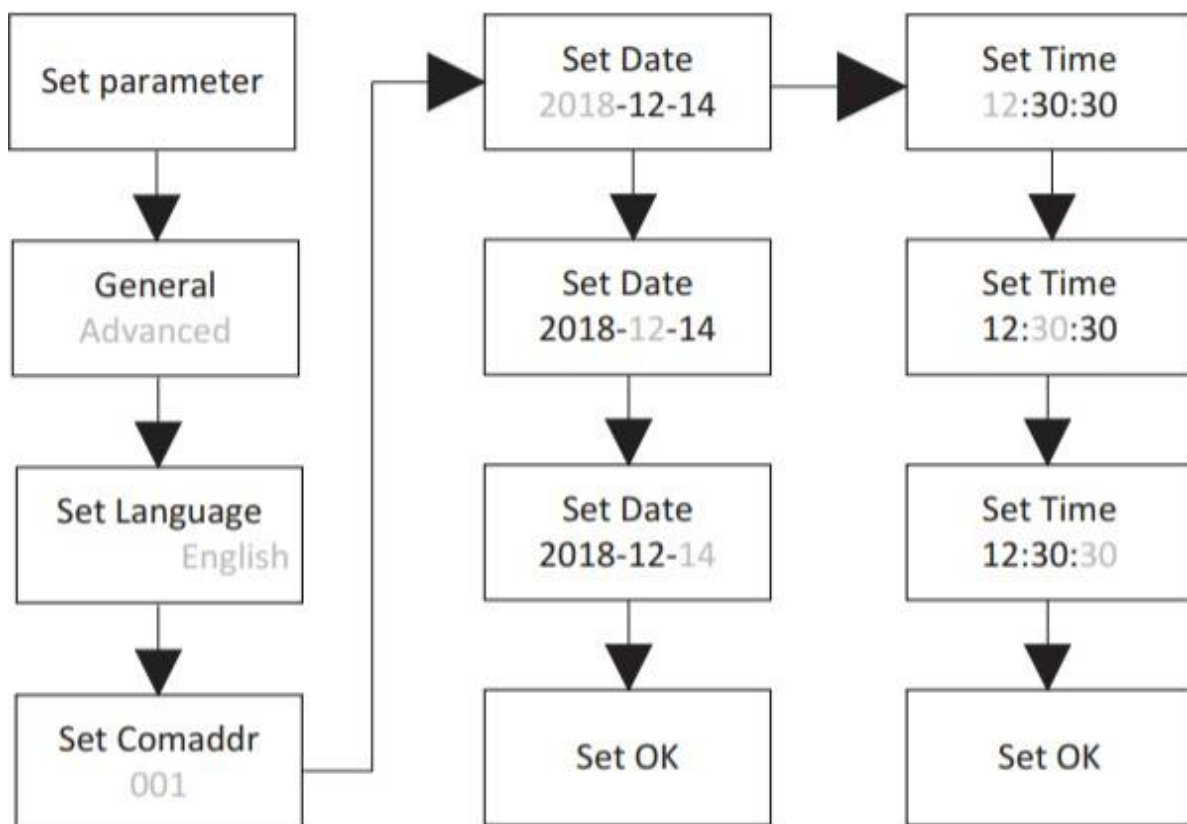 Set parameter
General
Advanced
Set Language
English
Set Comaddr
001
Set Date
2018-12-14
Set Date
2018-12-14
Set Date
2018-12-14
Set OK
Set Time
12:30:30
Set Time
12:30:30
Set Time
12:30:30
Set OK